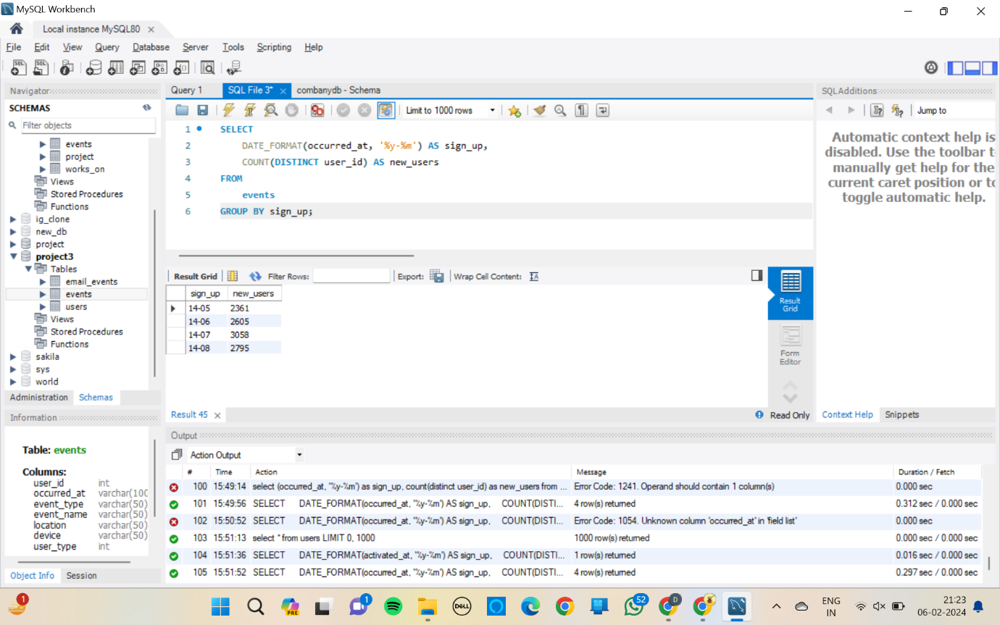 MySQL Workbench
Local instance MySQL80
File Edit View Query Database Server Tools Scripting Help
Navigator
SCHEMAS
Filter objects
events
project
works_on
Views
Stored Procedures
Functions
ig_clone
new_db
project
project3
Tables
email_events
events
users
Views
Stored Procedures
Functions
sakila
sys
world
Administration Schemas
Information
Table: events
Columns:
user_id int
occurred_at varchar(100
event_type varchar(50)
event_name varchar(50)
location varchar(50)
device varchar(50)
user_type int
Object Info Session
Query 1 SQL File 3* combanydb - Schema
Limit to 1000 rows
1 SELECT
2 DATE_FORMAT(occurred_at, '%y-%m') AS sign_up,
3 COUNT(DISTINCT user_id) AS new_users
4 FROM
5 events
6 GROUP BY sign_up;
Result Grid Filter Rows: Export: Wrap Cell Content:
sign_up new_users
14-05 2361
14-06 2605
14-07 3058
14-08 2795
Result Grid
Form Editor
Result 45 Read Only
SQLAdditions
Jump to
Automatic context help is
disabled. Use the toolbar t
manually get help for the
current caret position or to
toggle automatic help.
Context Help Snippets
Output
Action Output
# Time Action Message Duration / Fetch
100 15:49:14 select (occurred_at, '%y-%m') as sign_up, count(distinct user_id) as new_users from ... Error Code: 1241. Operand should contain 1 column(s) 0.000 sec
101 15:49:56 SELECT DATE_FORMAT(occurred_at, '%y-%m') AS sign_up, COUNT(DISTI... 4 row(s) returned 0.312 sec / 0.000 sec
102 15:50:52 SELECT DATE_FORMAT(occurred_at, '%y-%m') AS sign_up, COUNT(DISTI... Error Code: 1054. Unknown column 'occurred_at' in 'field list' 0.000 sec
103 15:51:13 select * from users LIMIT 0, 1000 1000 row(s) returned 0.000 sec / 0.000 sec
104 15:51:36 SELECT DATE_FORMAT(activated_at, '%y-%m') AS sign_up, COUNT(DISTI... 1 row(s) returned 0.016 sec / 0.000 sec
105 15:51:52 SELECT DATE_FORMAT(occurred_at, '%y-%m') AS sign_up, COUNT(DISTI... 4 row(s) returned 0.297 sec / 0.000 sec
1
PRE
1
DELL
52
D
ENG
IN
21:23
06-02-2024